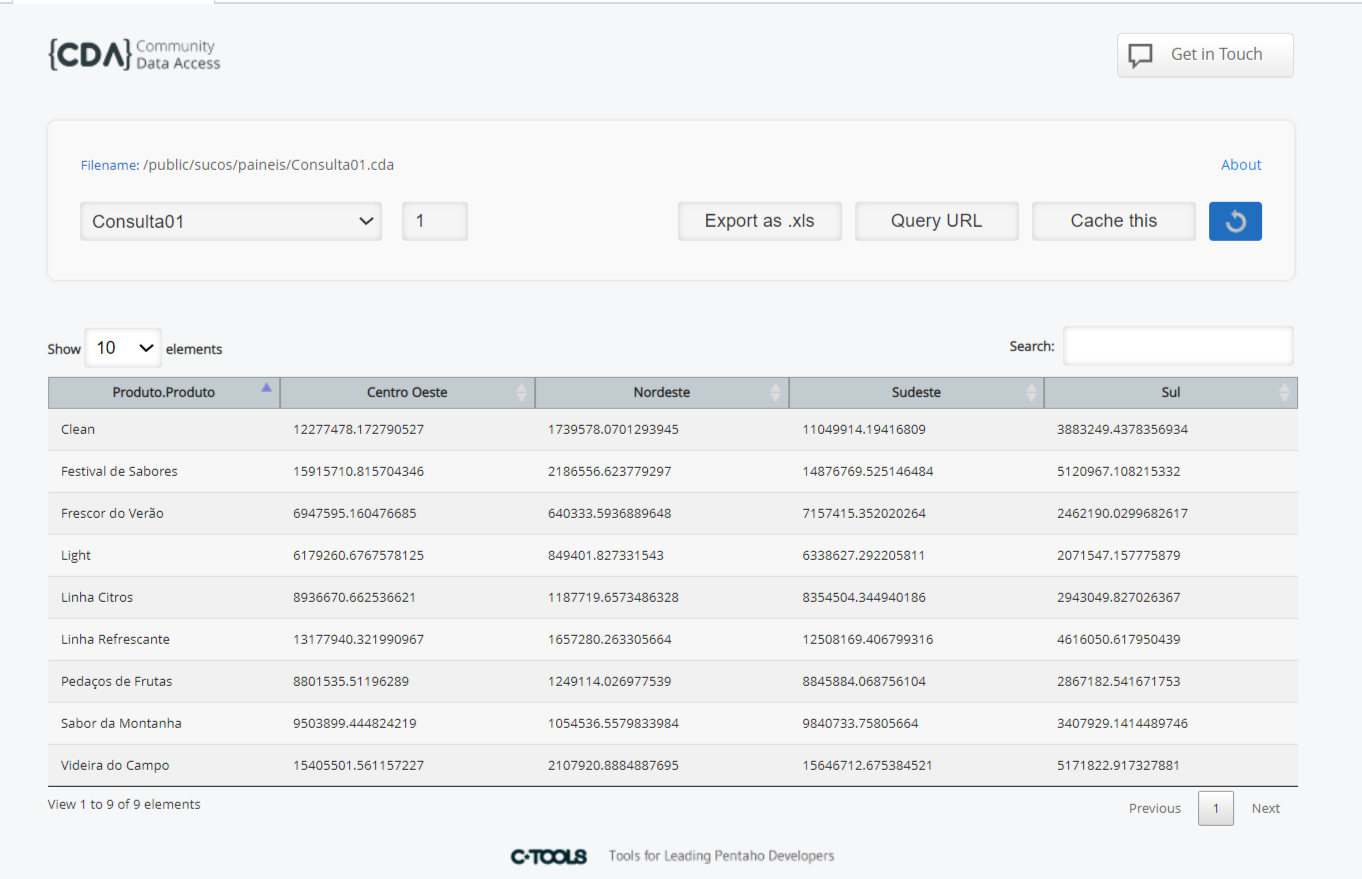 {CDA} Community Data Access
Get in Touch
Filename: /public/sucos/paineis/Consulta01.cda
About
Consulta01 1 Export as .xls Query URL Cache this
Show 10 elements
Search:
Produto.Produto Centro Oeste Nordeste Sudeste Sul
Clean 12277478.172790527 1739578.0701293945 11049914.19416809 3883249.4378356934
Festival de Sabores 15915710.815704346 2186556.623779297 14876769.525146484 5120967.108215332
Frescor do Verão 6947595.160476685 640333.5936889648 7157415.352020264 2462190.0299682617
Light 6179260.6767578125 849401.827331543 6338627.292205811 2071547.157775879
Linha Citros 8936670.662536621 1187719.6573486328 8354504.344940186 2943049.827026367
Linha Refrescante 13177940.321990967 1657280.263305664 12508169.406799316 4616050.617950439
Pedaços de Frutas 8801535.51196289 1249114.026977539 8845884.068756104 2867182.541671753
Sabor da Montanha 9503899.444824219 1054536.5579833984 9840733.75805664 3407929.1414489746
Videira do Campo 15405501.561157227 2107920.8884887695 15646712.675384521 5171822.917327881
View 1 to 9 of 9 elements
Previous 1 Next
C·TOOLS Tools for Leading Pentaho Developers